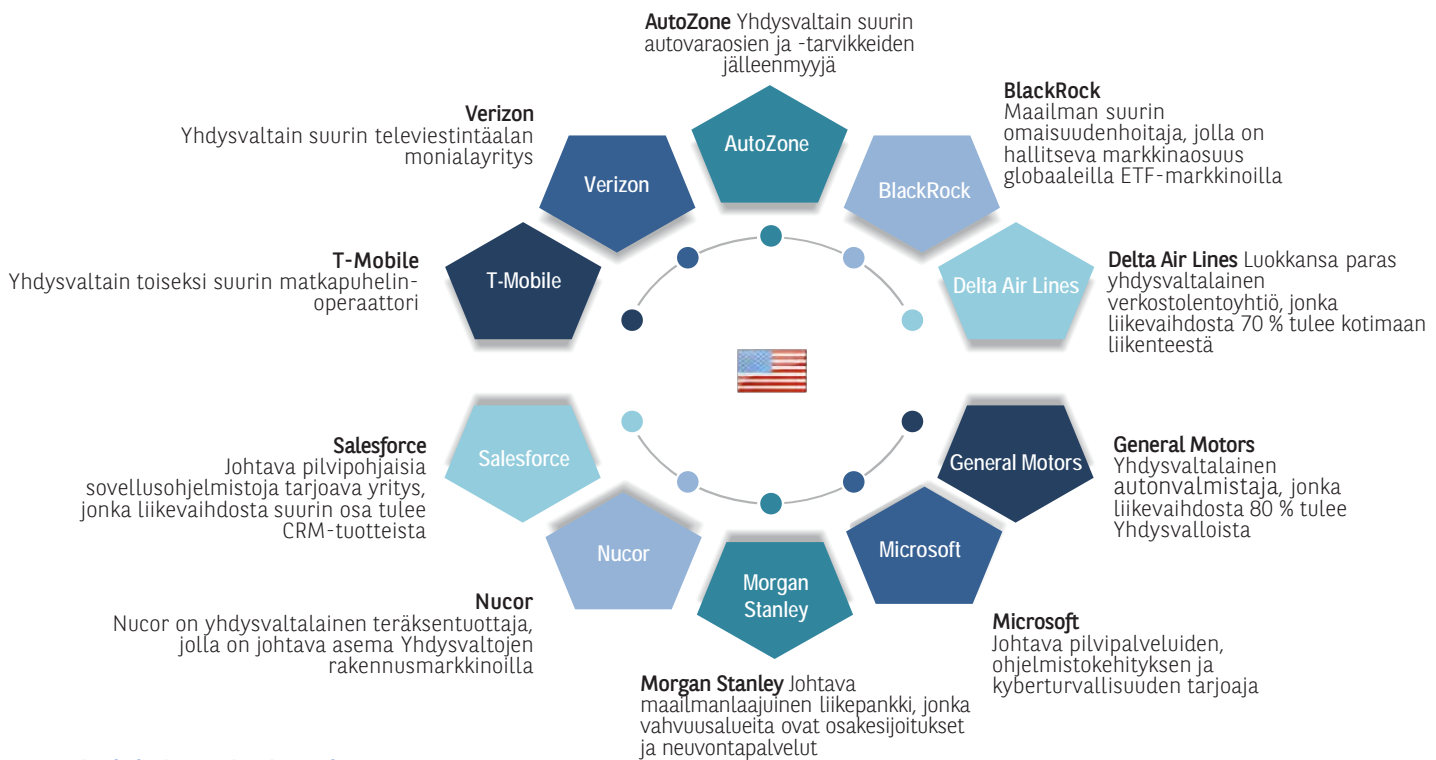 AutoZone Yhdysvaltain suurin
autovaraosien ja -tarvikkeiden
jälleenmyyjä
AutoZone
BlackRock
Maailman suurin
omaisuudenhoitaja, jolla on
hallitseva markkinaosuus
globaaleilla ETF-markkinoilla
BlackRock
Delta Air Lines Luokkansa paras
yhdysvaltalainen
verkostolentoyhtiö, jonka
liikevaihdosta 70 % tulee kotimaan
liikenteestä
Delta Air Lines
General Motors
Yhdysvaltalainen
autonvalmistaja, jonka
liikevaihdosta 80 % tulee
Yhdysvalloista
General Motors
Microsoft
Johtava pilvipalveluiden,
ohjelmistokehityksen ja
kyberturvallisuuden tarjoaja
Microsoft
Morgan Stanley Johtava
maailmanlaajuinen liikepankki, jonka
vahvuusalueita ovat osakesijoitukset
ja neuvontapalvelut
Morgan
Stanley
Nucor
Nucor on yhdysvaltalainen teräksentuottaja,
jolla on johtava asema Yhdysvaltojen
rakennusmarkkinoilla
Nucor
Salesforce
Johtava pilvipohjaisia
sovellusohjelmistoja tarjoava yritys,
jonka liikevaihdosta suurin osa tulee
CRM-tuotteista
Salesforce
T-Mobile
Yhdysvaltain toiseksi suurin matkapuhelin-
operaattori
T-Mobile
Verizon
Yhdysvaltain suurin televiestintäalan
monialayritys
Verizon